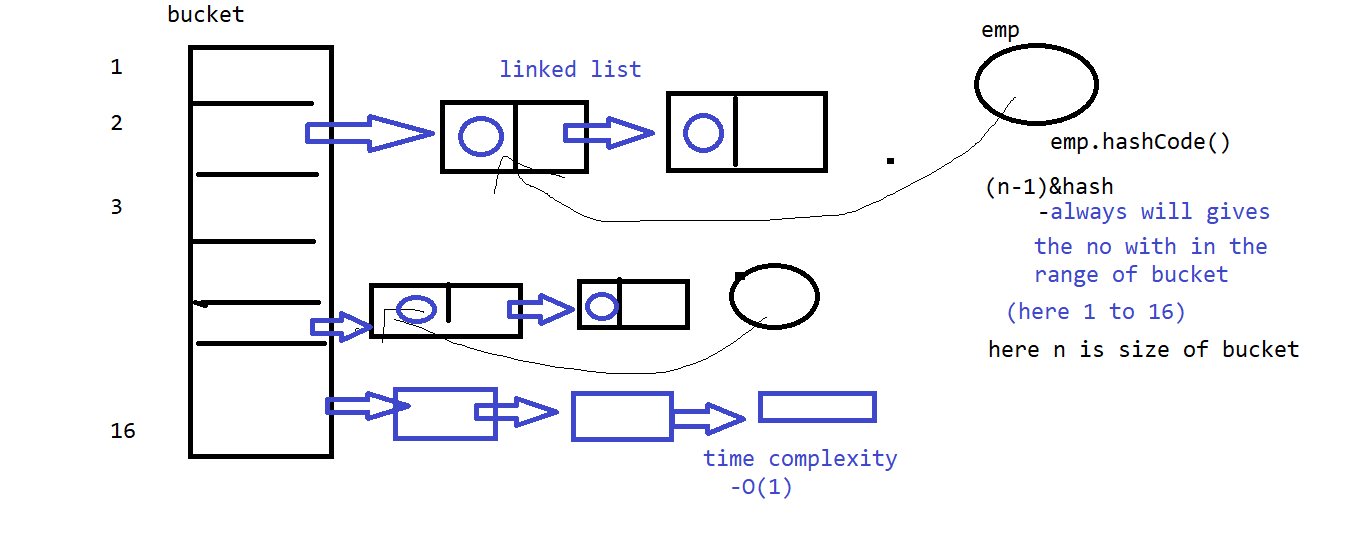 bucket
emp
1
linked list
2
emp.hashCode()
(n-1)&hash
3
-always will gives
the no with in the
range of bucket
(here 1 to 16)
here n is size of bucket
16
time complexity
-O(1)